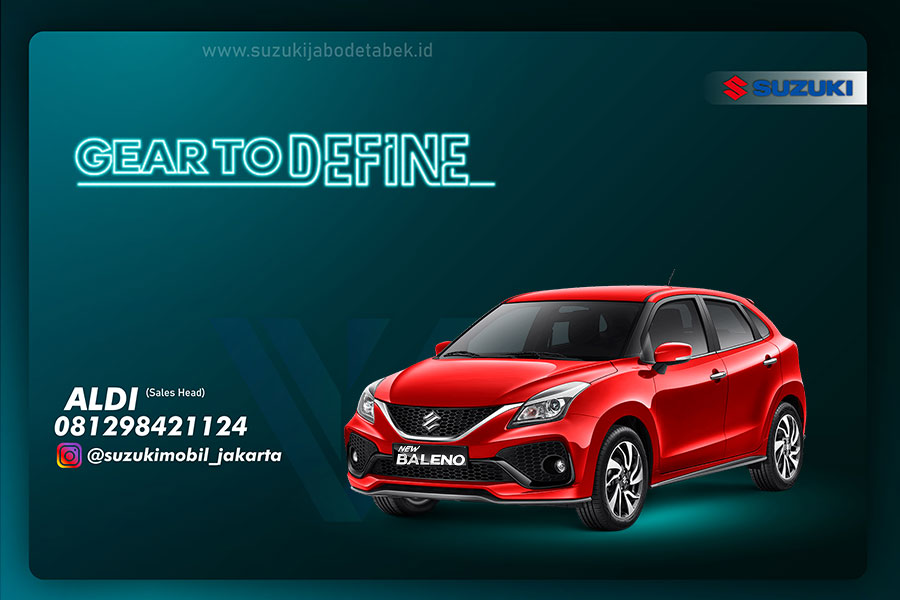 www.suzukijabodetabek.id
SUZUKI
GEAR TO DEFINE_
ALDI (Sales Head)
081298421124
@suzukimobil_jakarta
NEW
BALENO